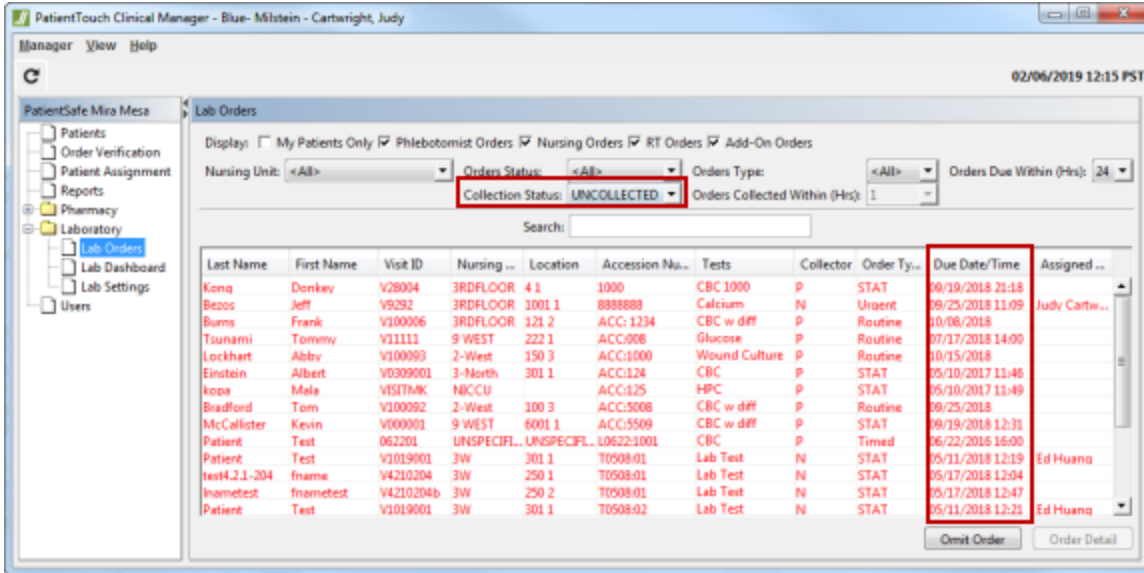 PatientTouch Clinical Manager - Blue- Milstein - Cartwright, Judy
Manager View Help
02/06/2019 12:15 PST
PatientSafe Mira Mesa
Patients
Order Verification
Patient Assignment
Reports
Pharmacy
Laboratory
Lab Orders
Lab Dashboard
Lab Settings
Users
Lab Orders
Display: My Patients Only Phlebotomist Orders Nursing Orders RT Orders Add-On Orders
Nursing Unit: <All> Orders Status: <All> Orders Type: <All> Orders Due Within (Hrs): 24
Collection Status: UNCOLLECTED Orders Collected Within (Hrs): 1
Search:
Last Name First Name Visit ID Nursing ... Location Accession Nu... Tests Collector Order Ty... Due Date/Time Assigned ...
Kong Donkey V28004 3RDFLOOR 4 1 1000 CBC 1000 P STAT 09/19/2018 21:18
Bezos Jeff V9292 3RDFLOOR 1001 1 8888888 Calcium N Urgent 09/25/2018 11:09 Judy Cartw...
Burns Frank V100006 3RDFLOOR 121 2 ACC: 1234 CBC w diff P Routine 10/08/2018
Tsunami Tommy V11111 9 WEST 222 1 ACC:008 Glucose P Routine 07/17/2018 14:00
Lockhart Abby V100093 2-West 150 3 ACC:1000 Wound Culture P Routine 10/15/2018
Einstein Albert V0309001 3-North 301 1 ACC:124 CBC P STAT 05/10/2017 11:46
kopa Mala VISITMK NICCU ACC:125 HPC P STAT 05/10/2017 11:49
Bradford Tom V100092 2-West 100 3 ACC:5008 CBC w diff P Routine 09/25/2018
McCallister Kevin V000001 9 WEST 6001 1 ACC:5509 CBC w diff P STAT 09/19/2018 12:31
Patient Test 062201 UNSPECIFI... UNSPECIFI... L0622:1001 CBC P Timed 06/22/2016 16:00
Patient Test V1019001 3W 301 1 T0508:01 Lab Test N STAT 05/11/2018 12:19 Ed Huang
test4.2.1-204 fname V4210204 3W 250 1 T0508:01 Lab Test N STAT 05/17/2018 12:04
lnametest fnametest V4210204b 3W 250 2 T0508:01 Lab Test N STAT 05/17/2018 12:47
Patient Test V1019001 3W 301 1 T0508:02 Lab Test N STAT 05/11/2018 12:21 Ed Huang
Omit Order Order Detail